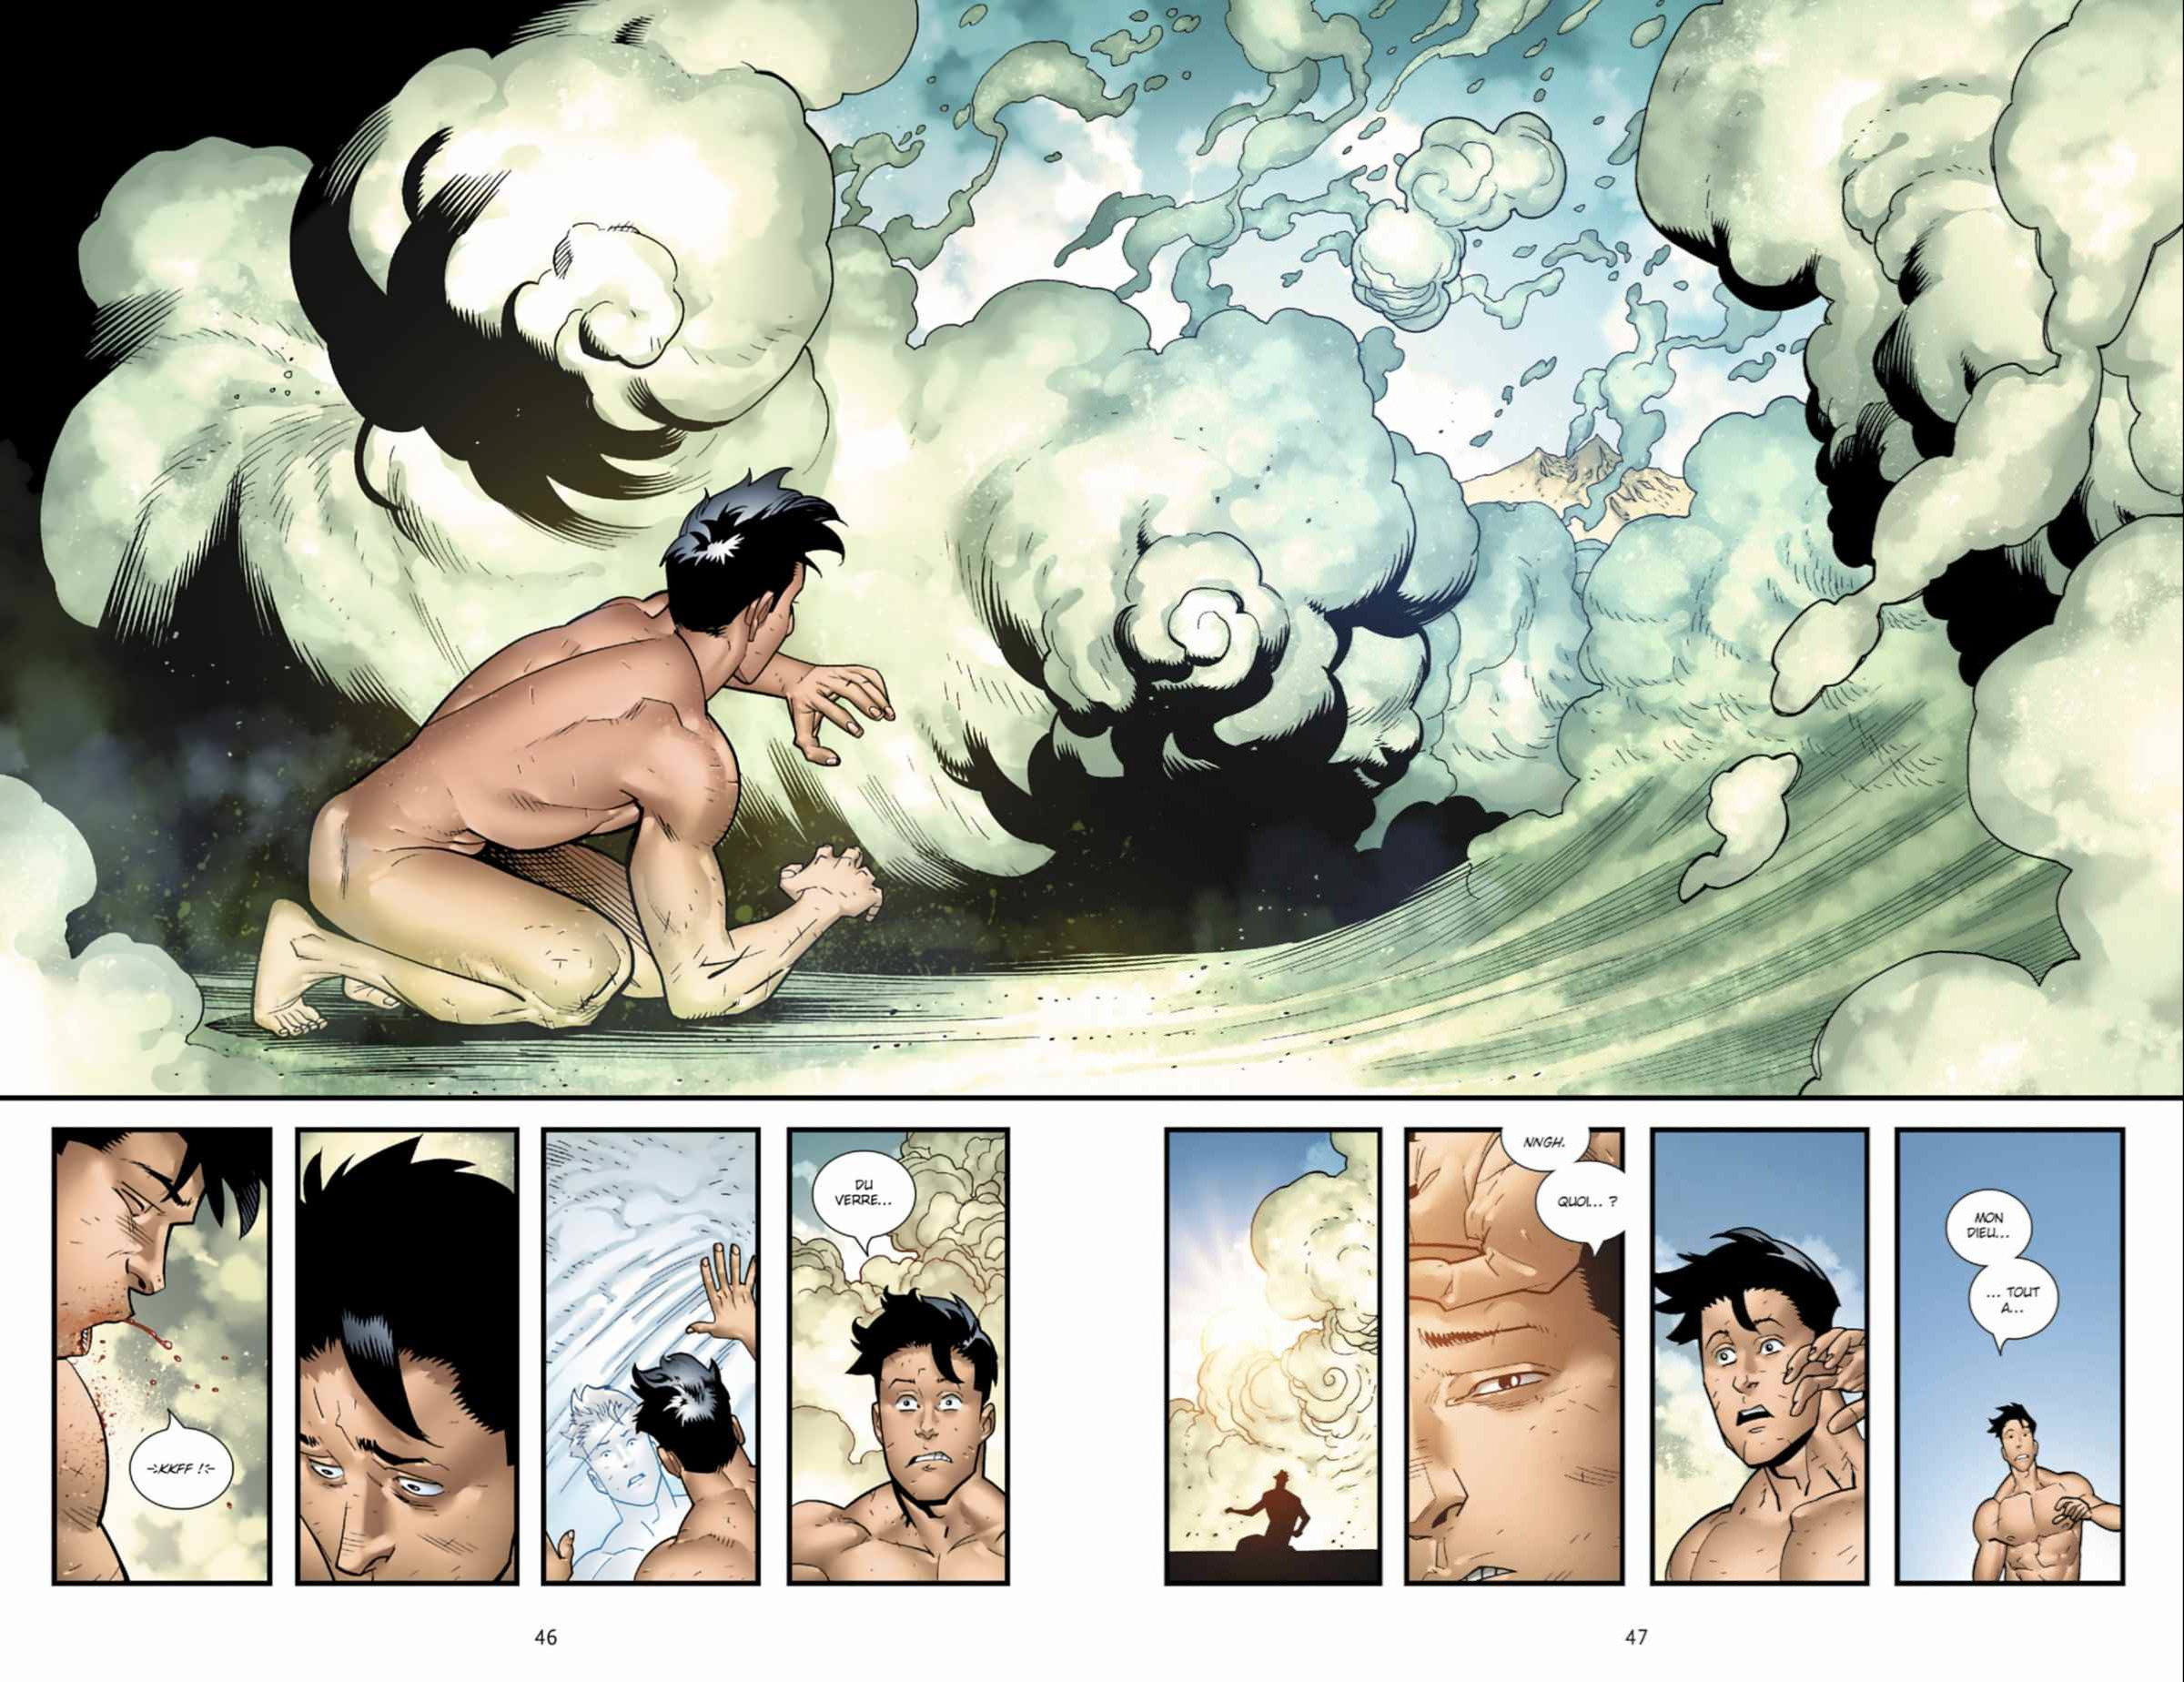 -:KKFF !:-
DU
VERRE...
NNGH.
QUOI... ?
MON
DIEU...
... TOUT
A...
46
47